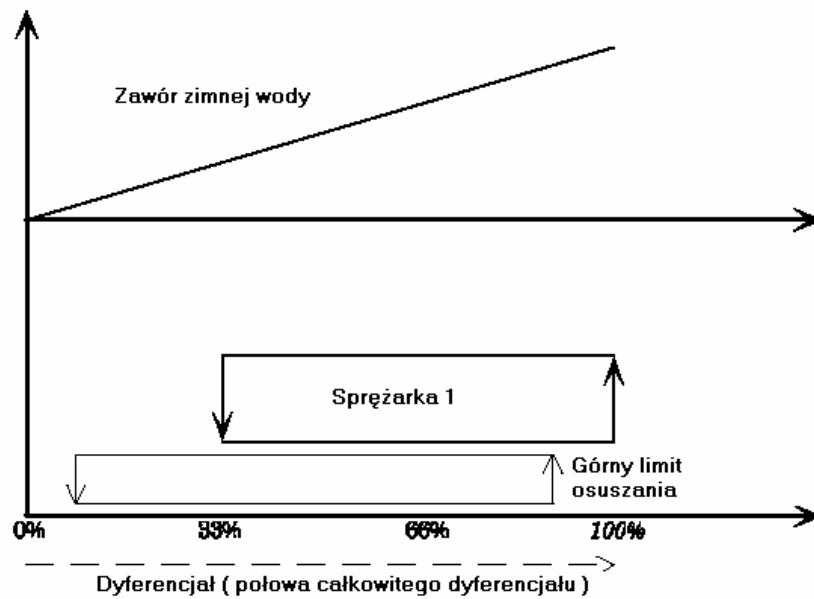 Zawór zimnej wody
Sprężarka 1
Górny limit
osuszania
0% 33% 66% 100%
Dyferencjał ( połowa całkowitego dyferencjału )